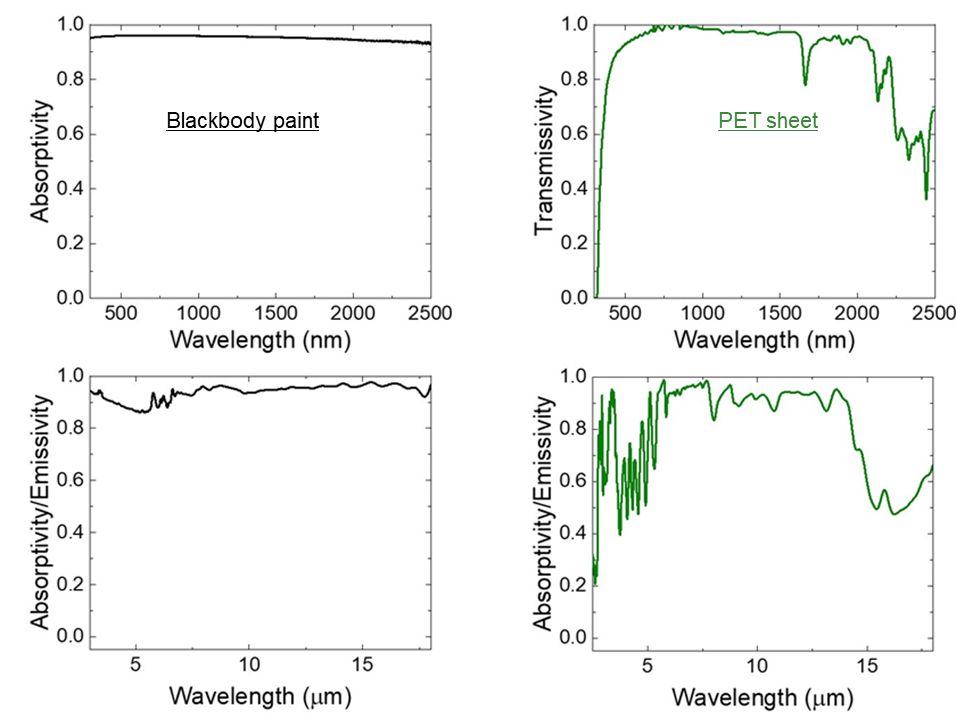 1.0
0.8
0.6
0.4
0.2
0.0
Absorptivity
Blackbody paint
500 1000 1500 2000 2500
Wavelength (nm)
1.0
0.8
0.6
0.4
0.2
0.0
Transmissivity
PET sheet
500 1000 1500 2000 2500
Wavelength (nm)
1.0
0.8
0.6
0.4
0.2
0.0
Absorptivity/Emissivity
5 10 15
Wavelength (μm)
1.0
0.8
0.6
0.4
0.2
0.0
Absorptivity/Emissivity
5 10 15
Wavelength (μm)